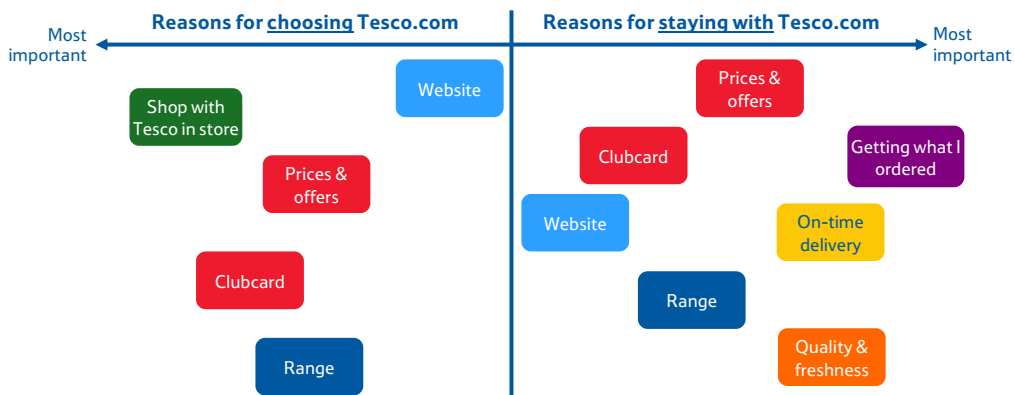 Reasons for choosing Tesco.com
Most
important
Website
Shop with
Tesco in store
Prices &
offers
Clubcard
Range
Reasons for staying with Tesco.com
Most
important
Prices &
offers
Clubcard
Getting what I
ordered
Website
On-time
delivery
Range
Quality &
freshness